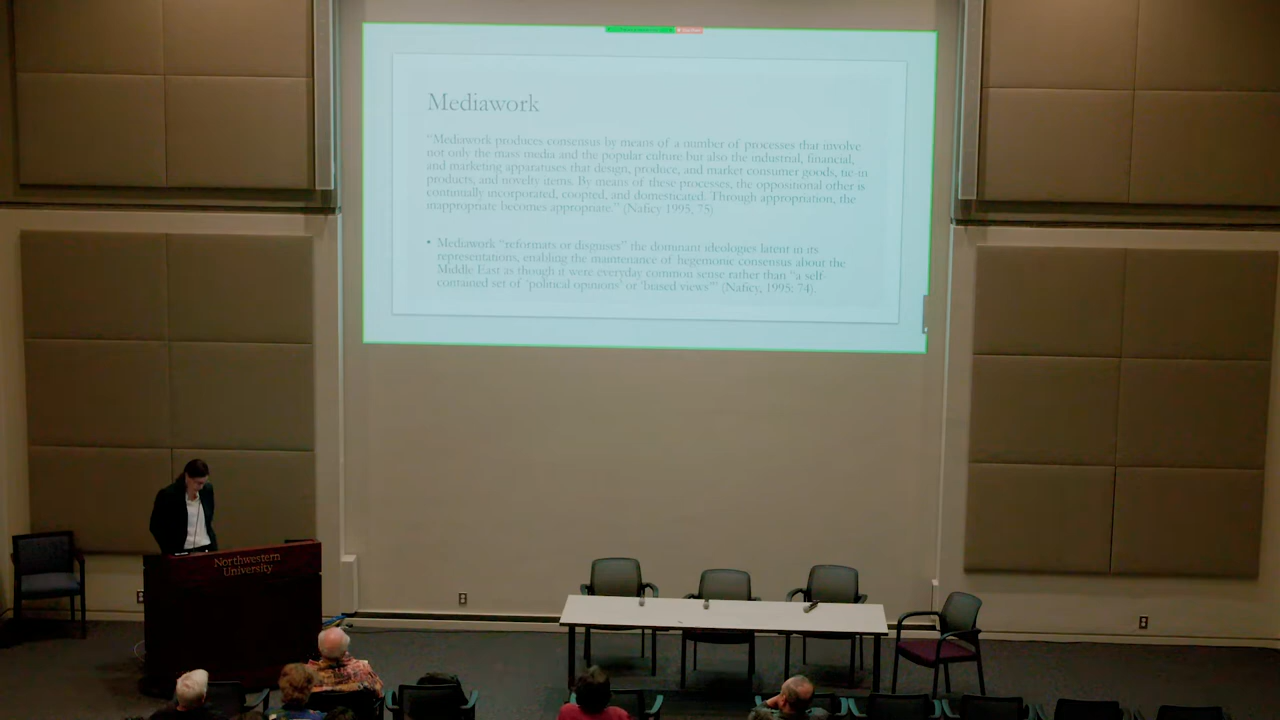 Mediawork
“Mediawork produces consensus by means of a number of processes that involve
not only the mass media and the popular culture but also the industrial, financial,
and marketing apparatuses that design, produce, and market consumer goods, tie-in
products, and novelty items. By means of these processes, the oppositional other is
continually incorporated, coopted, and domesticated. Through appropriation, the
inappropriate becomes appropriate.” (Naficy 1995, 75)
• Mediawork “reformats or disguises” the dominant ideologies latent in its
representations, enabling the maintenance of hegemonic consensus about the
Middle East as though it were everyday common sense rather than “a self-
contained set of ‘political opinions’ or ‘biased views’” (Naficy, 1995: 74).
Northwestern
University